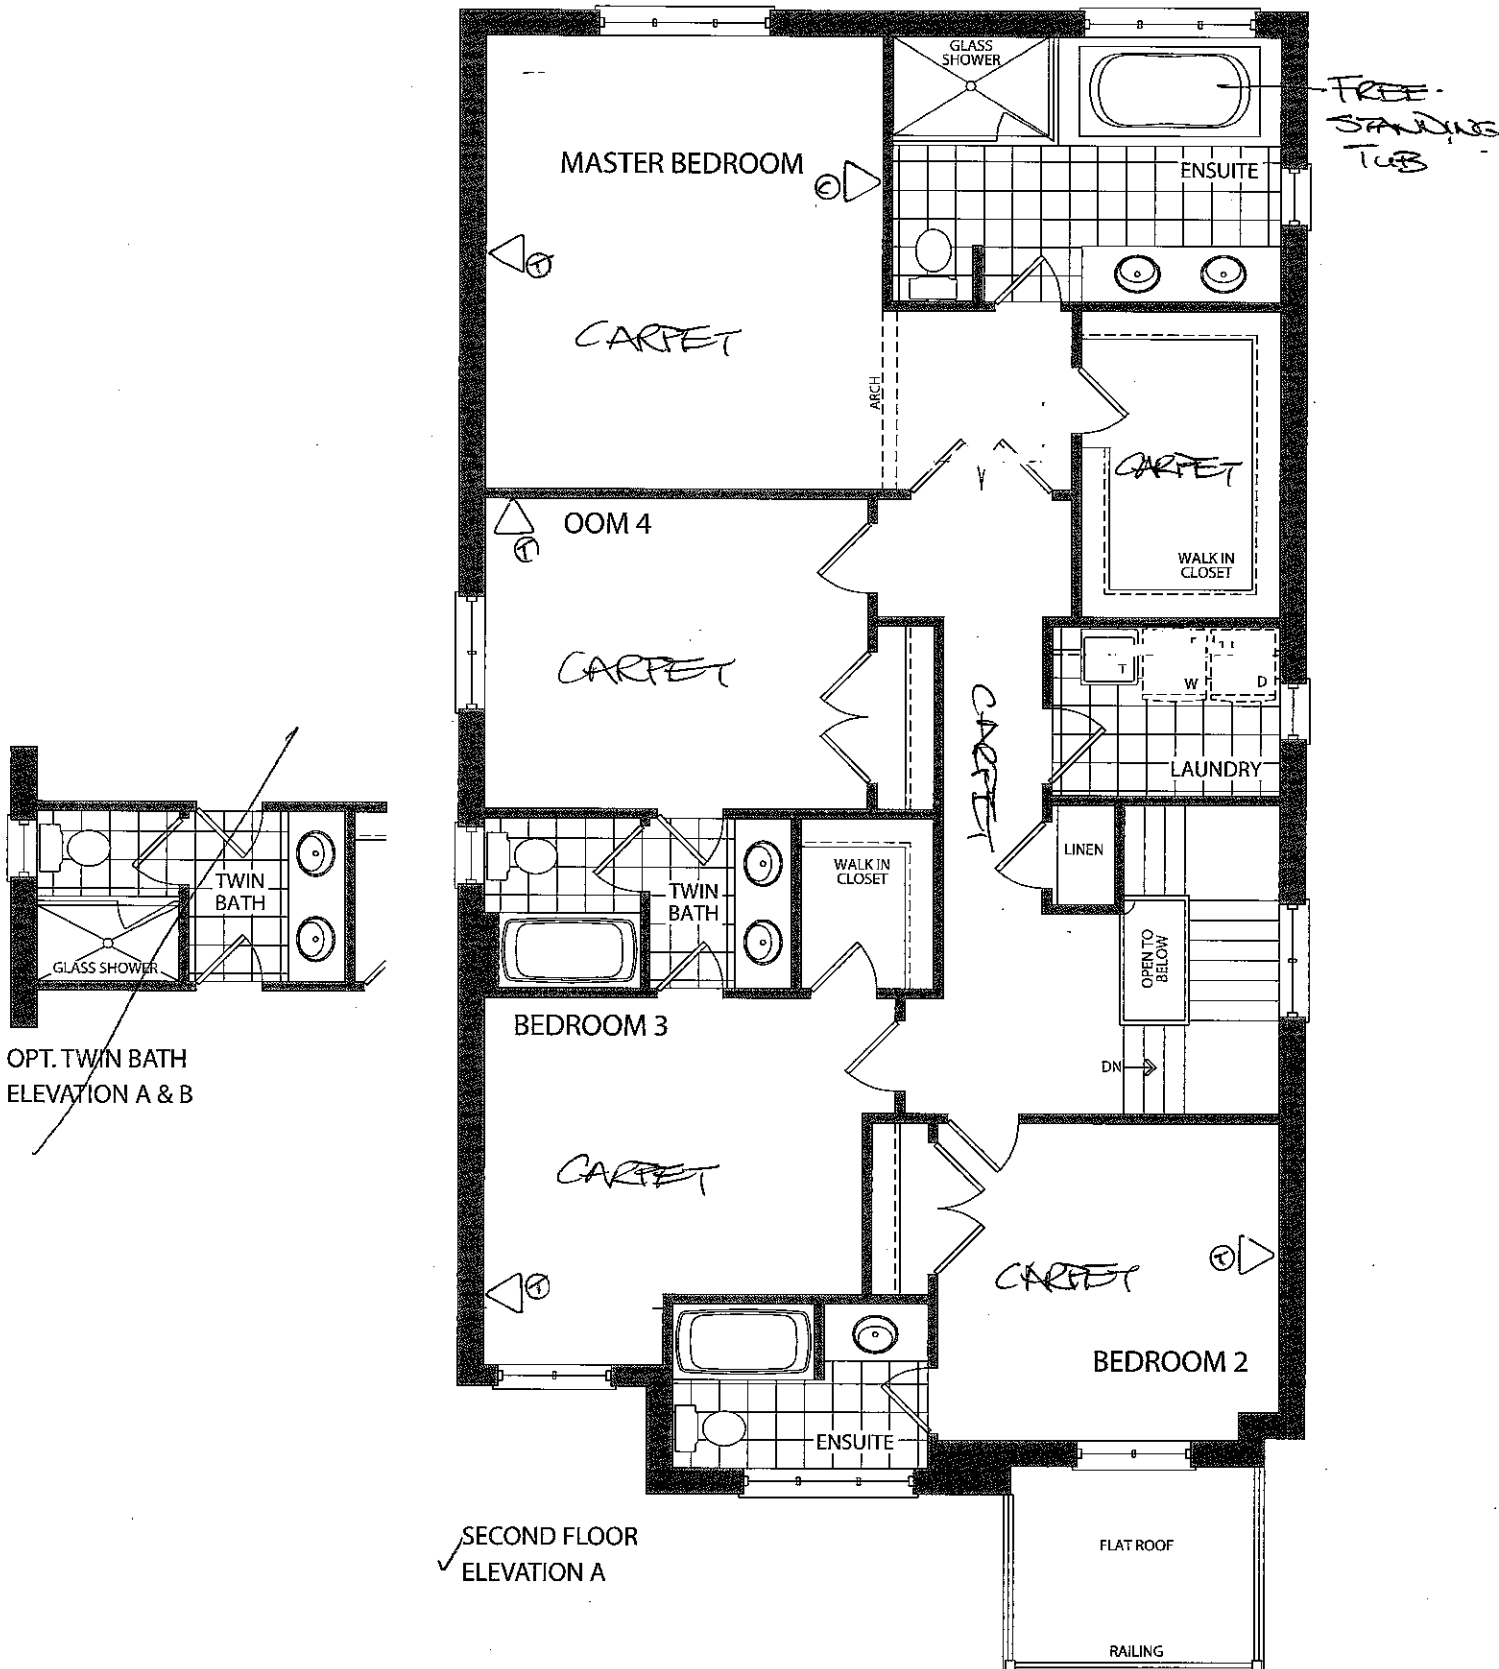 GLASS
SHOWER
FREE-
STANDING
TUB
MASTER BEDROOM
C
ENSUITE
T
CARPET
ARCH
CARPET
WALK IN
CLOSET
OOM 4
T
CARPET
T
W
D
LAUNDRY
CARPET
LINEN
WALK IN
CLOSET
TWIN
BATH
TWIN
BATH
GLASS SHOWER
OPT. TWIN BATH
ELEVATION A & B
OPEN TO
BELOW
DN
BEDROOM 3
CARPET
T
CARPET
T
BEDROOM 2
ENSUITE
SECOND FLOOR
ELEVATION A
FLAT ROOF
RAILING